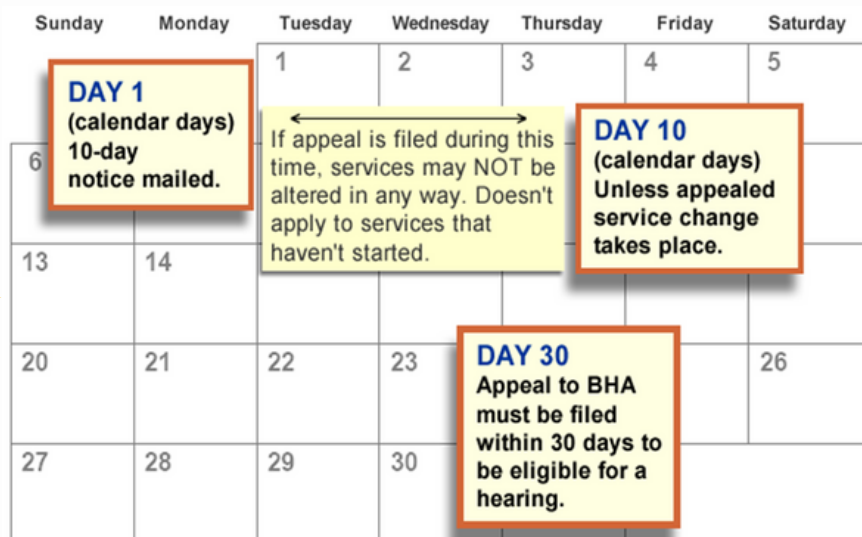 Sunday Monday Tuesday Wednesday Thursday Friday Saturday
1 2 3 4 5
DAY 1
(calendar days)
10-day
notice mailed.
If appeal is filed during this
time, services may NOT be
altered in any way. Doesn't
apply to services that
haven't started.
DAY 10
(calendar days)
Unless appealed
service change
takes place.
6
13 14
20 21 22 23 26
DAY 30
Appeal to BHA
must be filed
within 30 days to
be eligible for a
hearing.
27 28 29 30